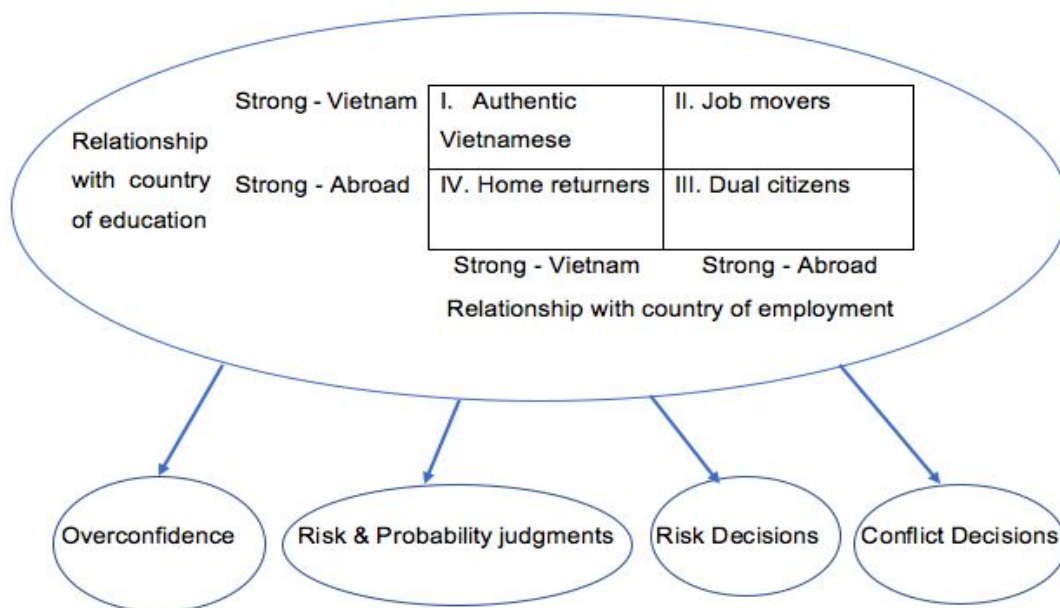 Strong - Vietnam
I. Authentic
Vietnamese
II. Job movers
Relationship
with country
of education
Strong - Abroad
IV. Home returners
III. Dual citizens
Strong - Vietnam
Strong - Abroad
Relationship with country of employment
Overconfidence
Risk & Probability judgments
Risk Decisions
Conflict Decisions